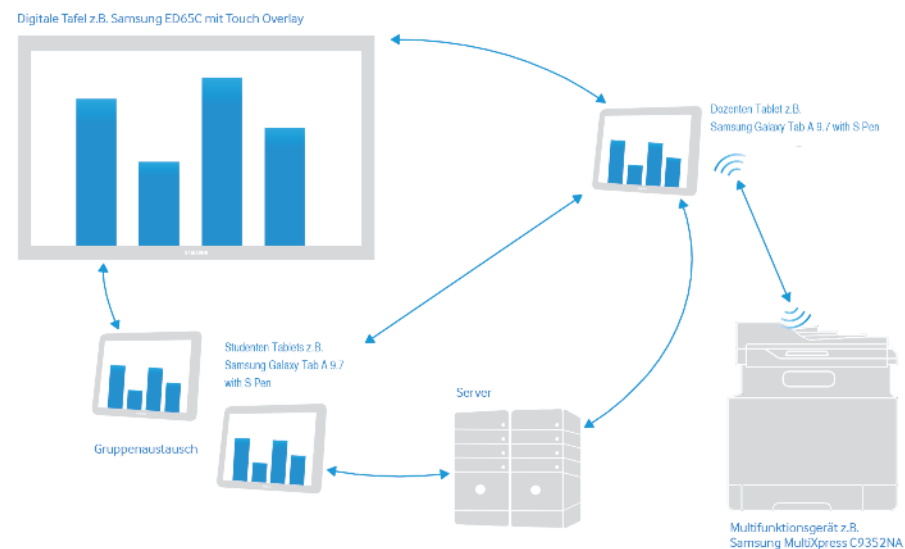 Digitale Tafel z.B. Samsung ED65C mit Touch Overlay
Dozenten Tablet z.B.
Samsung Galaxy Tab A 9.7 with S Pen
SAMSUNG
Studenten Tablets z.B.
Samsung Galaxy Tab A 9.7
with S Pen
Gruppenaustausch
Server
Multifunktionsgerät z.B.
Samsung MultiXpress C9352NA